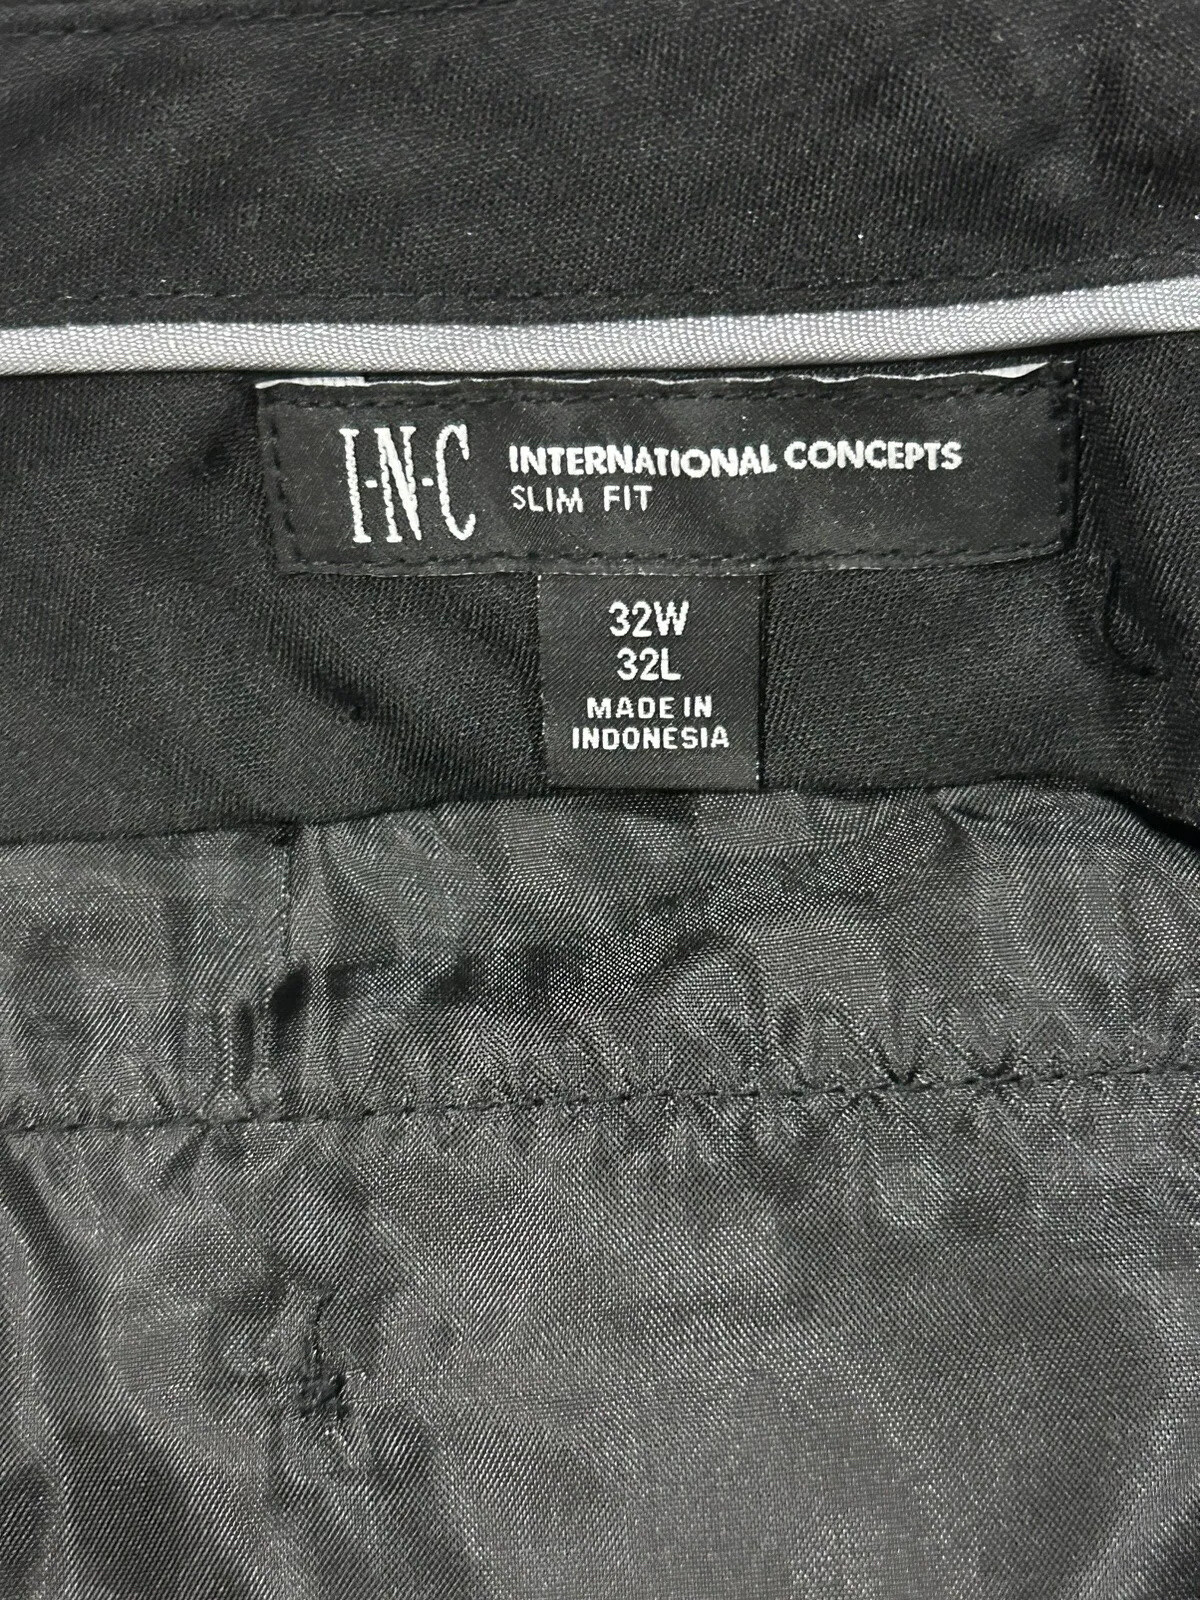 I·N·C INTERNATIONAL CONCEPTS
SLIM FIT
32W
32L
MADE IN
INDONESIA